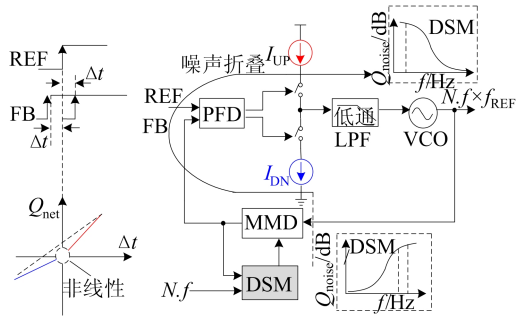 REF
Δt
FB
Δt
Q_net
Δt
非线性
噪声折叠
I_UP
REF
FB
PFD
低通
LPF
VCO
N.f×f_REF
I_DN
MMD
DSM
N.f
Q_noise/dB
DSM
f/Hz
Q_noise/dB
DSM
f/Hz